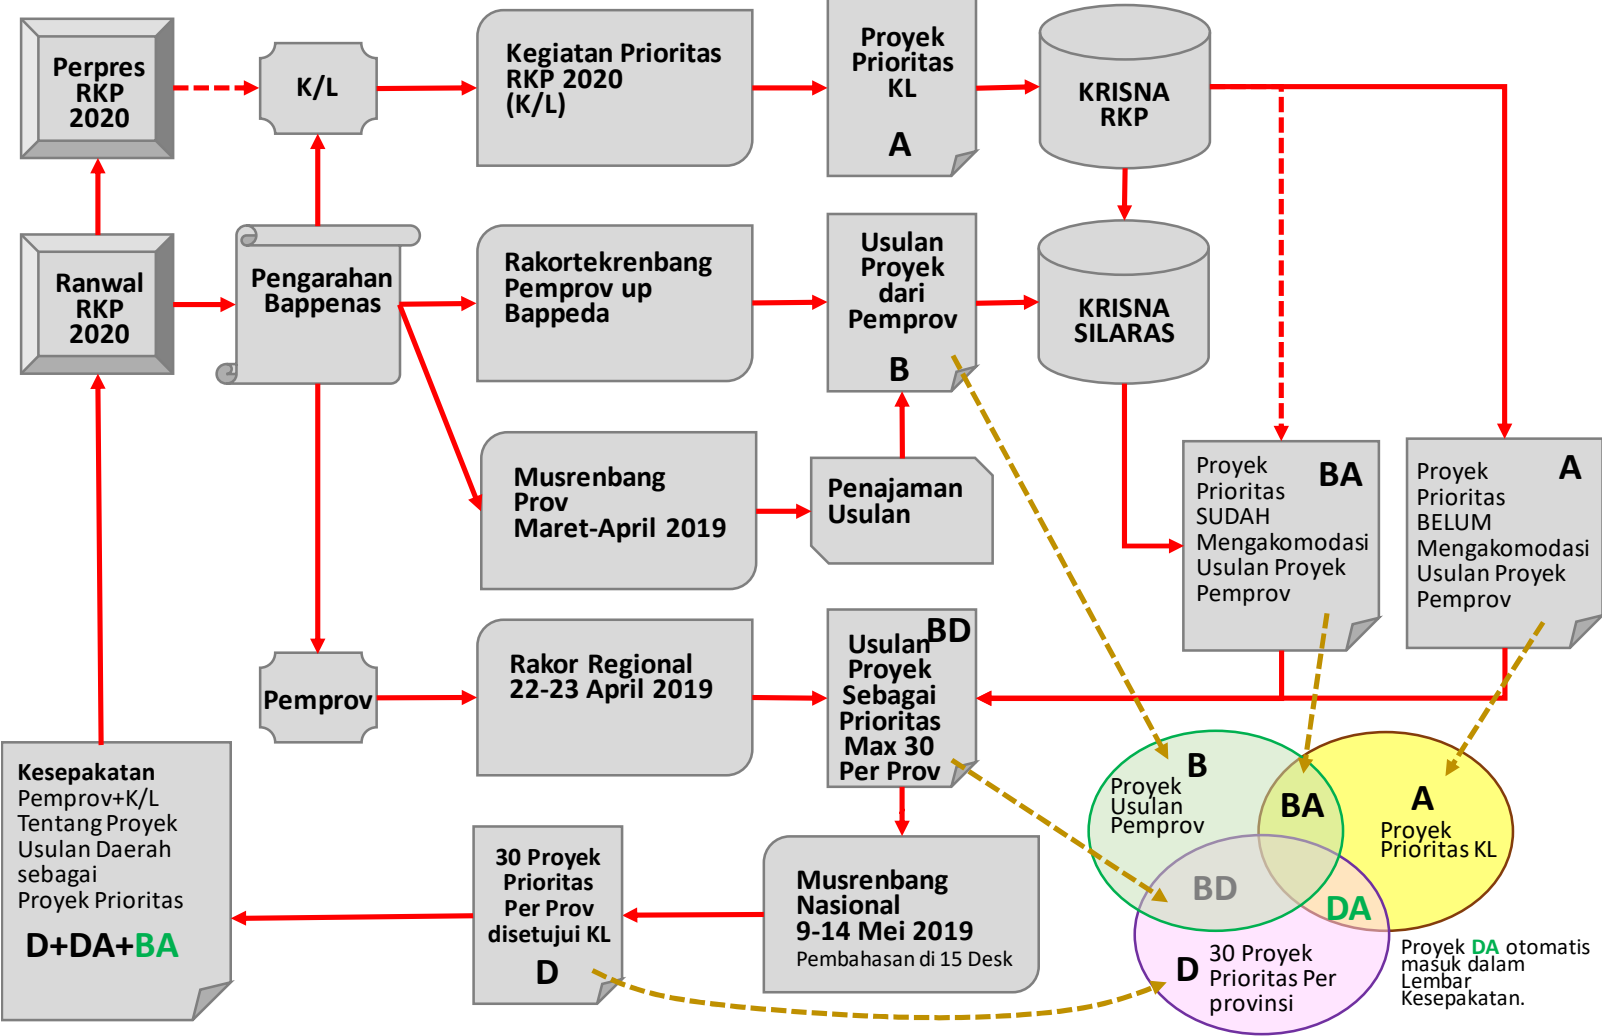 Perpres
RKP
2020
K/L
Kegiatan Prioritas
RKP 2020
(K/L)
Proyek
Prioritas
KL
A
KRISNA
RKP
Ranwal
RKP
2020
Pengarahan
Bappenas
Rakortekrenbang
Pemprov up
Bappeda
Usulan
Proyek
dari
Pemprov
B
KRISNA
SILARAS
Musrenbang
Prov
Maret-April 2019
Penajaman
Usulan
BA
Proyek
Prioritas
SUDAH
Mengakomodasi
Usulan Proyek
Pemprov
A
Proyek
Prioritas
BELUM
Mengakomodasi
Usulan Proyek
Pemprov
Pemprov
Rakor Regional
22-23 April 2019
BD
Usulan
Proyek
Sebagai
Prioritas
Max 30
Per Prov
Kesepakatan
Pemprov+K/L
Tentang Proyek
Usulan Daerah
sebagai
Proyek Prioritas
D+DA+BA
30 Proyek
Prioritas
Per Prov
disetujui KL
D
Musrenbang
Nasional
9-14 Mei 2019
Pembahasan di 15 Desk
B
Proyek
Usulan
Pemprov
BA
A
Proyek
Prioritas KL
BD
DA
D
30 Proyek
Prioritas Per
provinsi
Proyek DA otomatis
masuk dalam
Lembar
Kesepakatan.